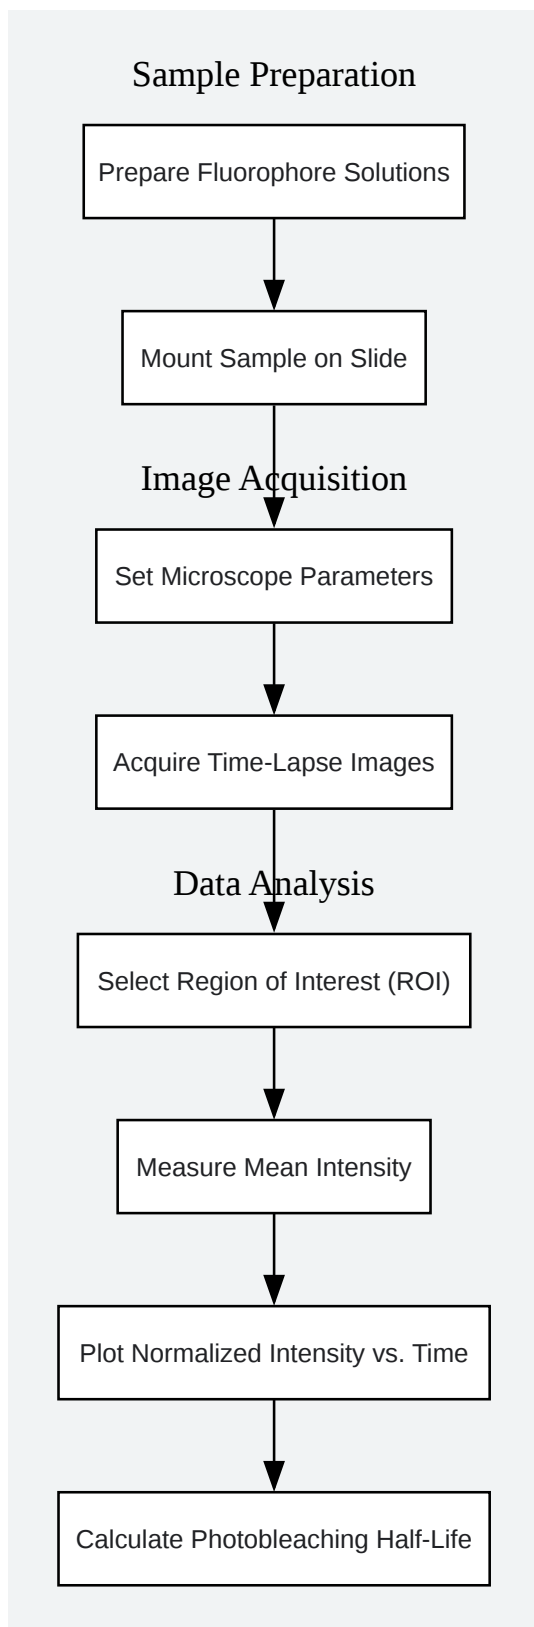 Sample Preparation
Prepare Fluorophore Solutions
Mount Sample on Slide
Image Acquisition
Set Microscope Parameters
Acquire Time-Lapse Images
Data Analysis
Select Region of Interest (ROI)
Measure Mean Intensity
Plot Normalized Intensity vs. Time
Calculate Photobleaching Half-Life